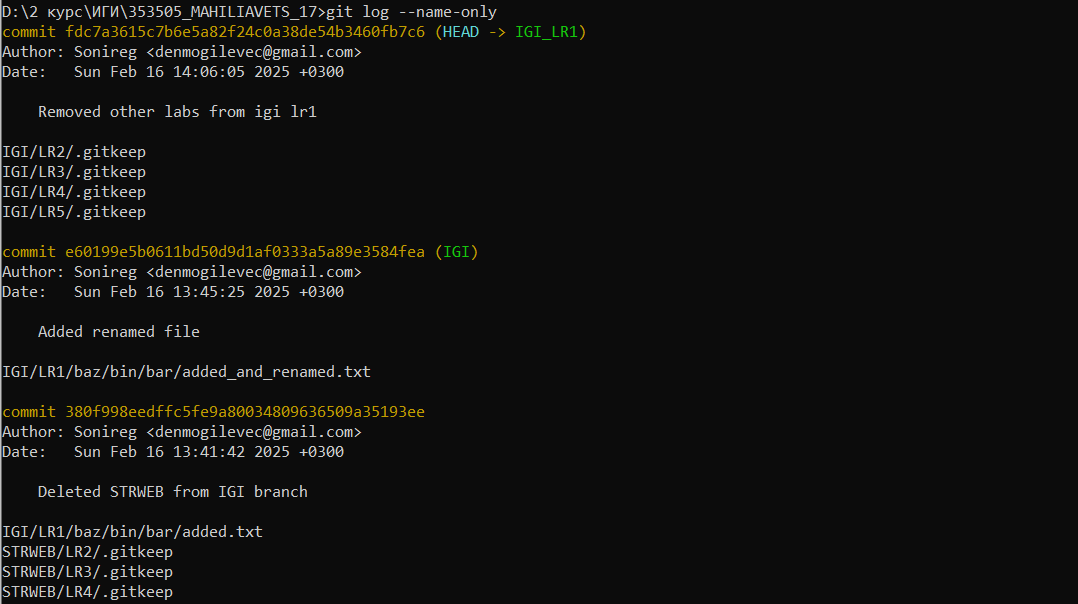 D:\2 курс\ИГИ\353505_MAHILIAVETS_17>git log --name-only
commit fdc7a3615c7b6e5a82f24c0a38de54b3460fb7c6 (HEAD -> IGI_LR1)
Author: Sonireg <denmogilevec@gmail.com>
Date:   Sun Feb 16 14:06:05 2025 +0300
    Removed other labs from igi lr1
IGI/LR2/.gitkeep
IGI/LR3/.gitkeep
IGI/LR4/.gitkeep
IGI/LR5/.gitkeep
commit e60199e5b0611bd50d9d1af0333a5a89e3584fea (IGI)
Author: Sonireg <denmogilevec@gmail.com>
Date:   Sun Feb 16 13:45:25 2025 +0300
    Added renamed file
IGI/LR1/baz/bin/bar/added_and_renamed.txt
commit 380f998eedffc5fe9a80034809636509a35193ee
Author: Sonireg <denmogilevec@gmail.com>
Date:   Sun Feb 16 13:41:42 2025 +0300
    Deleted STRWEB from IGI branch
IGI/LR1/baz/bin/bar/added.txt
STRWEB/LR2/.gitkeep
STRWEB/LR3/.gitkeep
STRWEB/LR4/.gitkeep